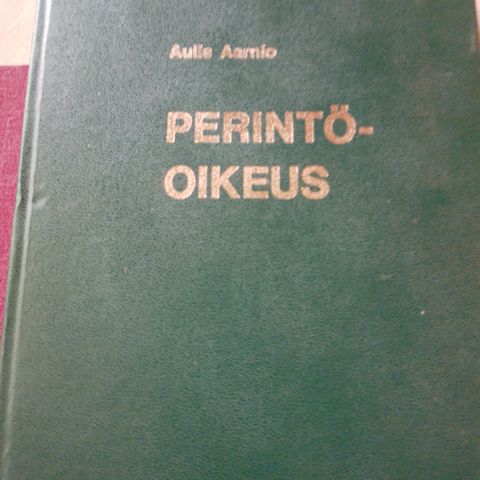 Aulis Aarnio
PERINTÖ-
OIKEUS